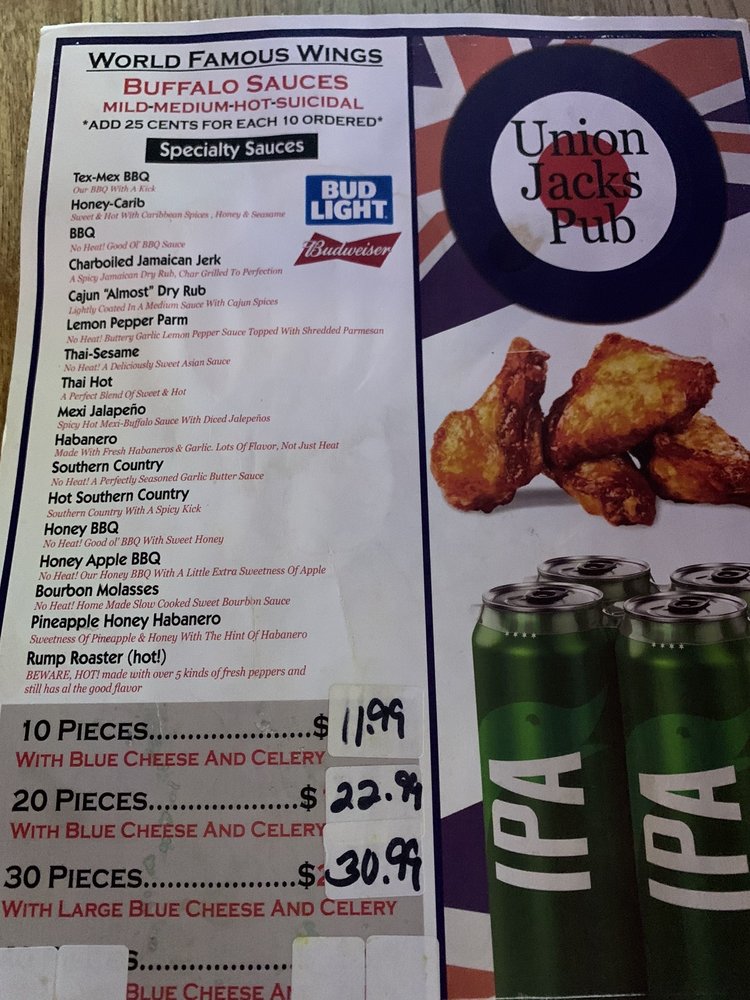 WORLD FAMOUS WINGS
BUFFALO SAUCES
MILD-MEDIUM-HOT-SUICIDAL
*ADD 25 CENTS FOR EACH 10 ORDERED*
Specialty Sauces
Tex-Mex BBQ
Our BBQ With A Kick
Honey-Carib
Sweet & Hot With Caribbean Spices , Honey & Seasame
BBQ
No Heat! Good Ol' BBQ Sauce
Charboiled Jamaican Jerk
A Spicy Jamaican Dry Rub, Char Grilled To Perfection
Cajun "Almost" Dry Rub
Lightly Coated In A Medium Sauce With Cajun Spices
Lemon Pepper Parm
No Heat! Buttery Garlic Lemon Pepper Sauce Topped With Shredded Parmesan
Thai-Sesame
No Heat! A Deliciously Sweet Asian Sauce
Thai Hot
A Perfect Blend Of Sweet & Hot
Mexi Jalapeño
Spicy Hot Mexi-Buffalo Sauce With Diced Jalepeños
Habanero
Made With Fresh Habaneros & Garlic. Lots Of Flavor, Not Just Heat
Southern Country
No Heat! A Perfectly Seasoned Garlic Butter Sauce
Hot Southern Country
Southern Country With A Spicy Kick
Honey BBQ
No Heat! Good ol' BBQ With Sweet Honey
Honey Apple BBQ
No Heat! Our Honey BBQ With A Little Extra Sweetness Of Apple
Bourbon Molasses
No Heat! Home Made Slow Cooked Sweet Bourbon Sauce
Pineapple Honey Habanero
Sweetness Of Pineapple & Honey With The Hint Of Habanero
Rump Roaster (hot!)
BEWARE, HOT! made with over 5 kinds of fresh peppers and
still has al the good flavor
10 PIECES......................$ 11.99
WITH BLUE CHEESE AND CELERY
20 PIECES....................$ 22.99
WITH BLUE CHEESE AND CELERY
30 PIECES....................$ 30.99
WITH LARGE BLUE CHEESE AND CELERY
S....................
BLUE CHEESE
BUD
LIGHT
Budweiser
Union
Jacks
Pub
IPA
IPA